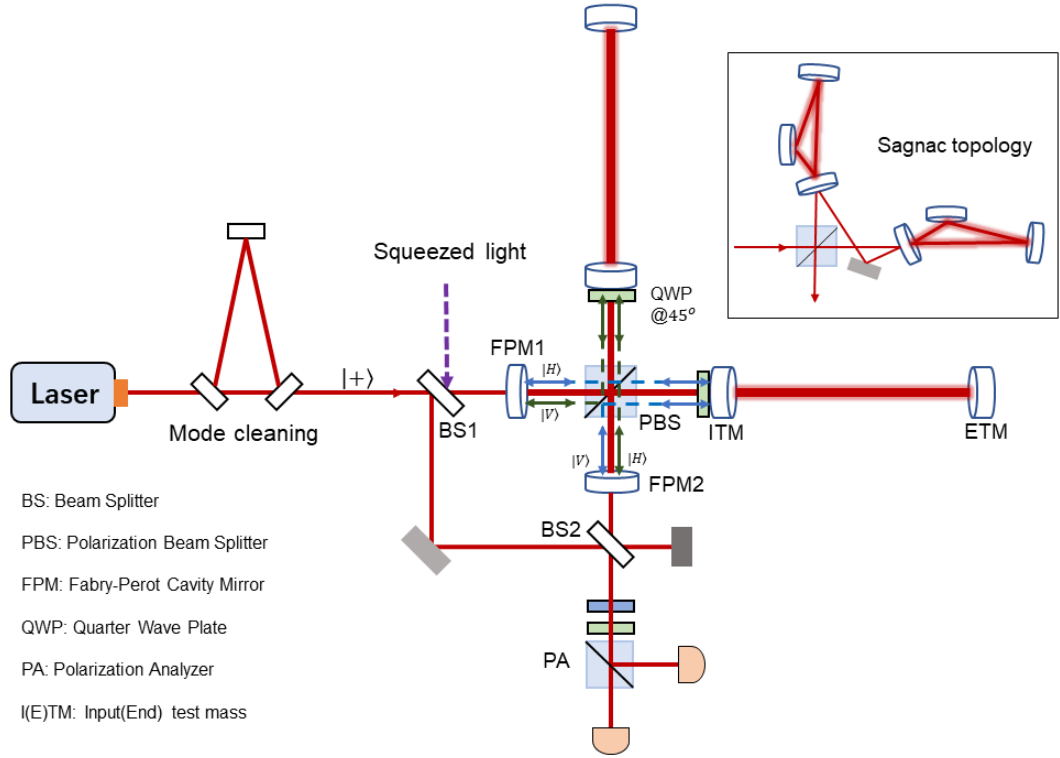 Sagnac topology
Squeezed light
QWP
@45°
FPM1
|H⟩
|+⟩
Laser
|V⟩
PBS
ITM
ETM
BS1
Mode cleaning
|V⟩
|H⟩
FPM2
BS: Beam Splitter
BS2
PBS: Polarization Beam Splitter
FPM: Fabry-Perot Cavity Mirror
QWP: Quarter Wave Plate
PA
PA: Polarization Analyzer
I(E)TM: Input(End) test mass